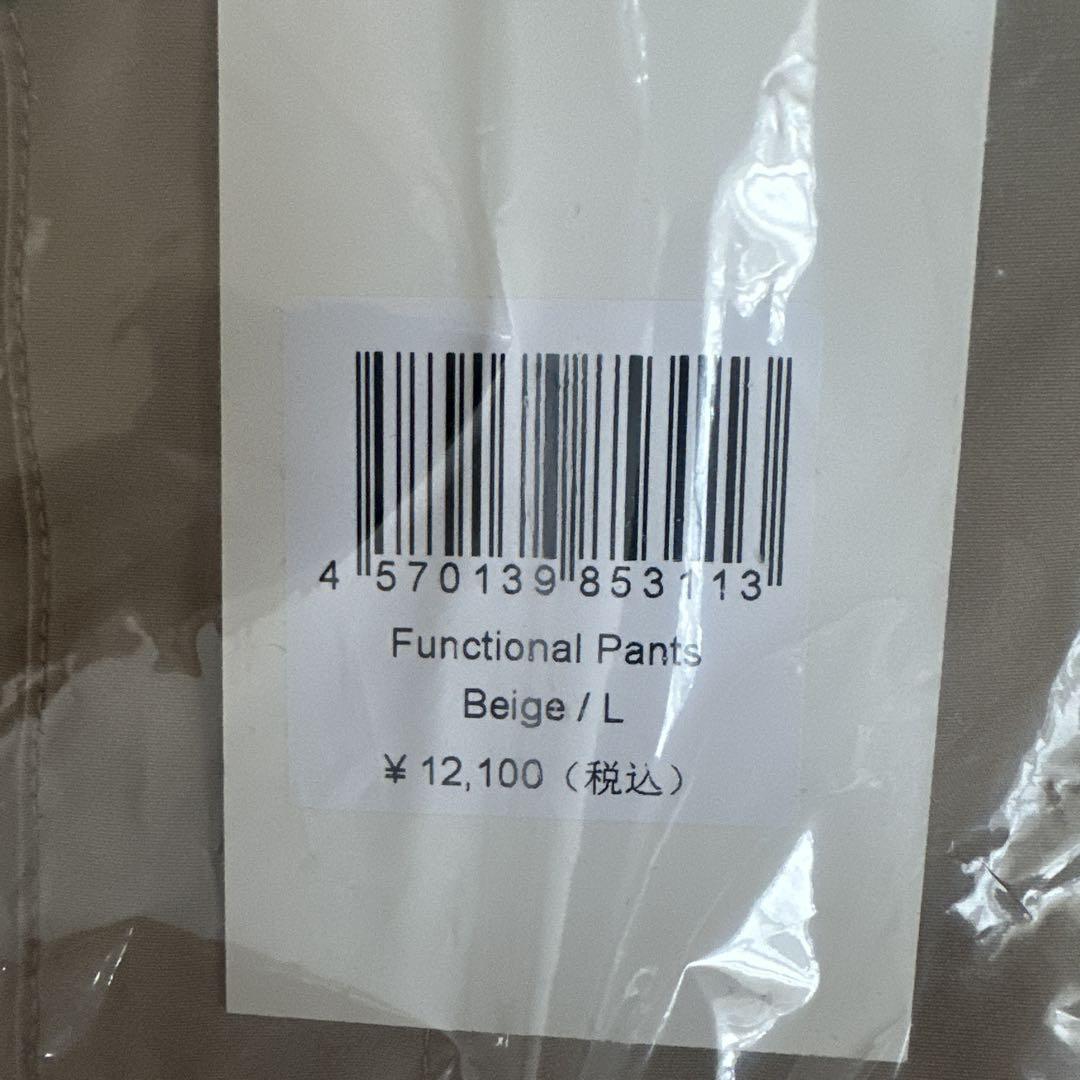 4 570139 853113
Functional Pants
Beige / L
¥ 12,100（税込）